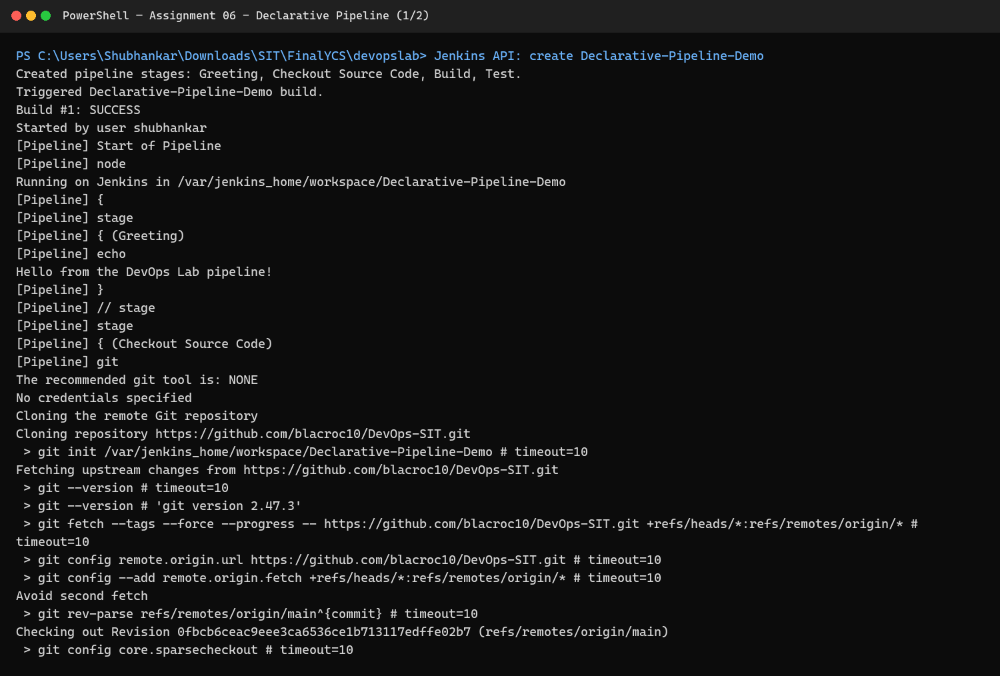 PowerShell — Assignment 06 - Declarative Pipeline (1/2)
PS C:\Users\Shubhankar\Downloads\SIT\FinalYCS\devopslab> Jenkins API: create Declarative-Pipeline-Demo
Created pipeline stages: Greeting, Checkout Source Code, Build, Test.
Triggered Declarative-Pipeline-Demo build.
Build #1: SUCCESS
Started by user shubhankar
[Pipeline] Start of Pipeline
[Pipeline] node
Running on Jenkins in /var/jenkins_home/workspace/Declarative-Pipeline-Demo
[Pipeline] {
[Pipeline] stage
[Pipeline] { (Greeting)
[Pipeline] echo
Hello from the DevOps Lab pipeline!
[Pipeline] }
[Pipeline] // stage
[Pipeline] stage
[Pipeline] { (Checkout Source Code)
[Pipeline] git
The recommended git tool is: NONE
No credentials specified
Cloning the remote Git repository
Cloning repository https://github.com/blacroc10/DevOps-SIT.git
 > git init /var/jenkins_home/workspace/Declarative-Pipeline-Demo # timeout=10
Fetching upstream changes from https://github.com/blacroc10/DevOps-SIT.git
 > git --version # timeout=10
 > git --version # 'git version 2.47.3'
 > git fetch --tags --force --progress -- https://github.com/blacroc10/DevOps-SIT.git +refs/heads/*:refs/remotes/origin/* #
timeout=10
 > git config remote.origin.url https://github.com/blacroc10/DevOps-SIT.git # timeout=10
 > git config --add remote.origin.fetch +refs/heads/*:refs/remotes/origin/* # timeout=10
Avoid second fetch
 > git rev-parse refs/remotes/origin/main^{commit} # timeout=10
Checking out Revision 0fbcb6ceac9eee3ca6536ce1b713117edffe02b7 (refs/remotes/origin/main)
 > git config core.sparsecheckout # timeout=10